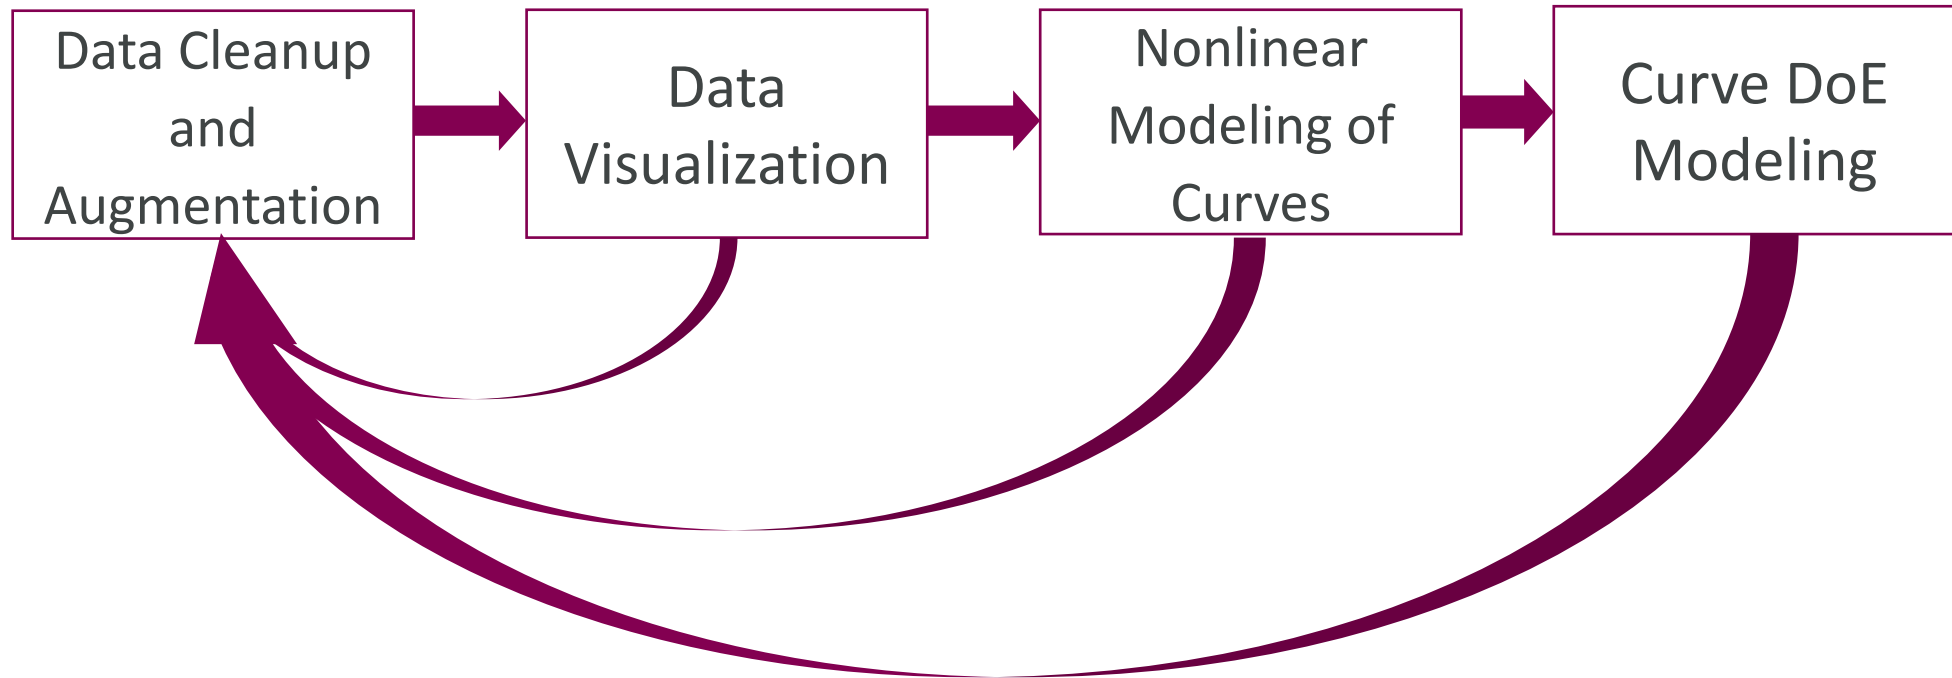 Data Cleanup
and
Augmentation
Data
Visualization
Nonlinear
Modeling of
Curves
Curve DoE
Modeling